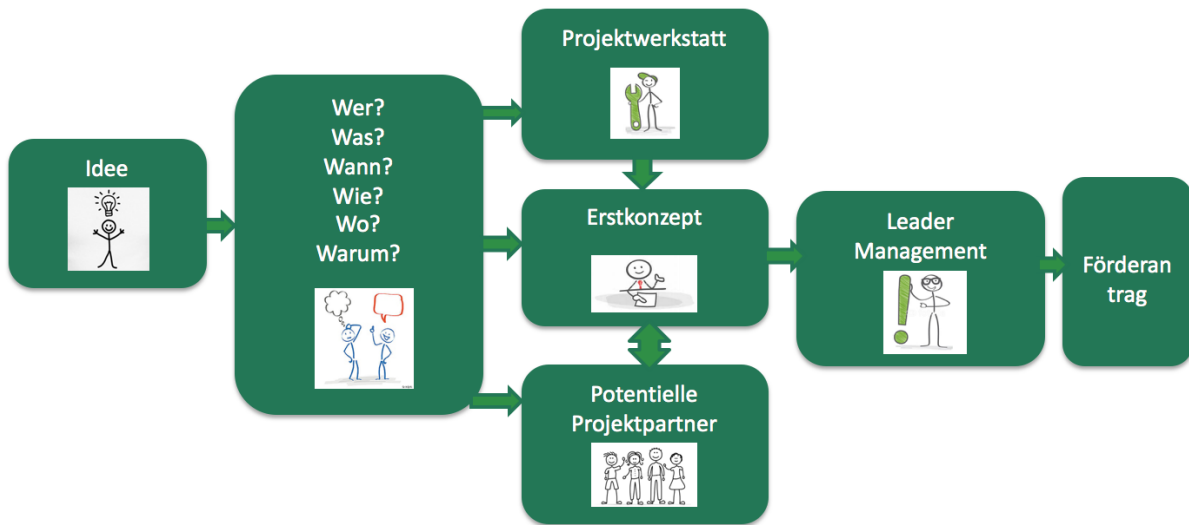 Idee
Wer?
Was?
Wann?
Wie?
Wo?
Warum?
Projektwerkstatt
Erstkonzept
Potentielle
Projektpartner
Leader
Management
Förderan
trag